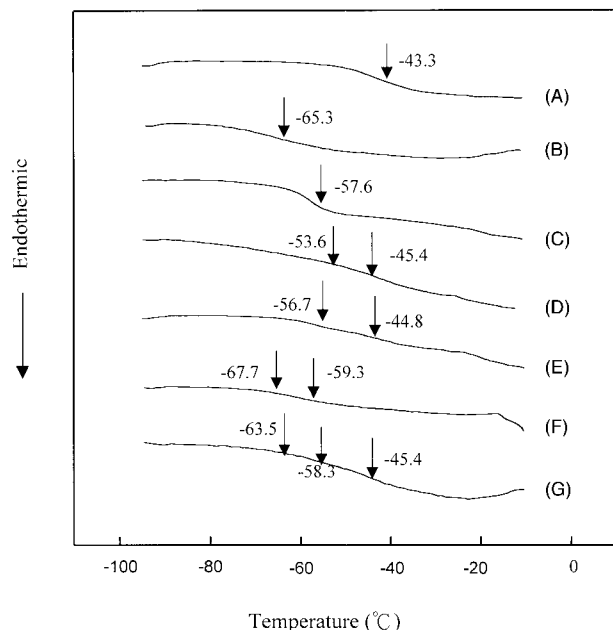 -43.3
(A)
-65.3
(B)
-57.6
(C)
-53.6
-45.4
(D)
-56.7
-44.8
(E)
-67.7
-59.3
(F)
-63.5
-58.3
-45.4
(G)
Endothermic
-100
-80
-60
-40
-20
0
Temperature (℃)